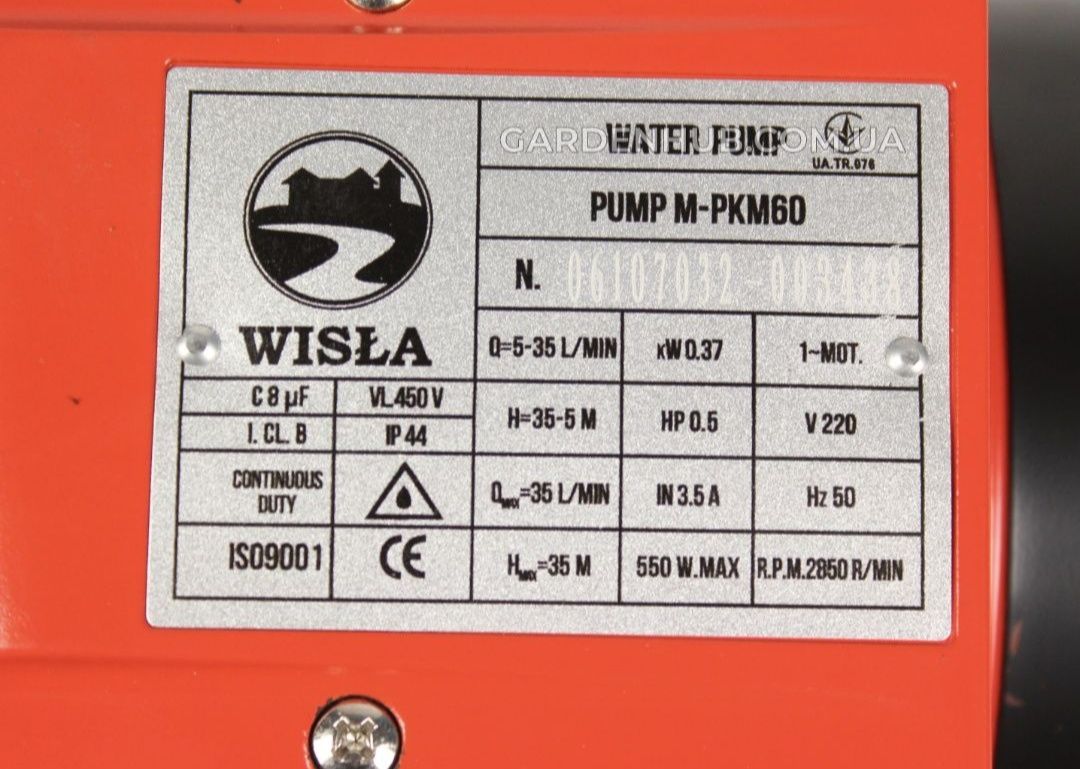 WATER PUMP
GARDENHUB.COM.UA
UA.TR.076
PUMP M-PKM60
N. 06107032-003438
WISŁA
Q=5-35 L/MIN кW 0.37 1~MOT.
C 8 µF VL.450 V
H=35-5 M HP 0.5 V 220
I. CL. B IP 44
CONTINUOUS
DUTY
Qmax=35 L/MIN IN 3.5 A Hz 50
ISO9001 CE
Hmax=35 M 550 W.MAX R.P.M.2850 R/MIN